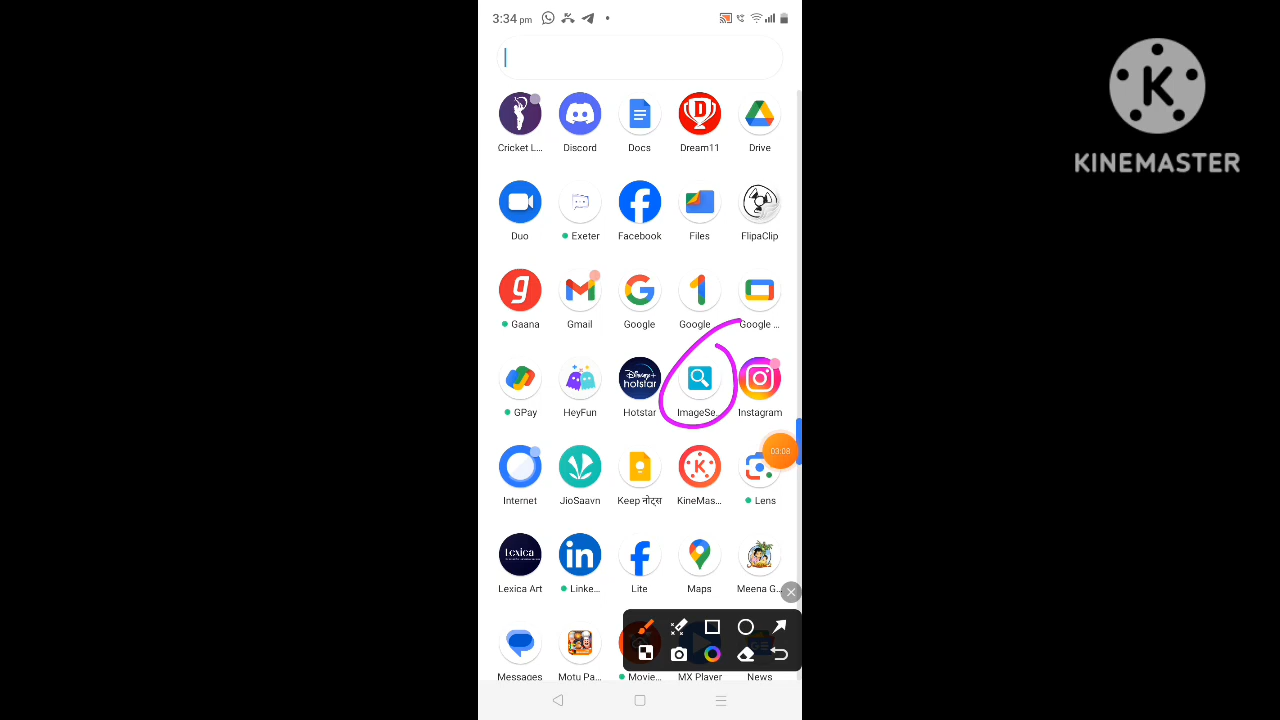 3:34 pm
K
KINEMASTER
Cricket L... Discord Docs Dream11 Drive
Duo Exeter Facebook Files FlipaClip
Gaana Gmail Google Google Google ...
GPay HeyFun Hotstar ImageSe... Instagram
Disney+
hotstar
03:08
Internet JioSaavn Keep नोट्स KineMas... Lens
Lexica
Lexica Art Linke... Lite Maps Meena G...
Messages Motu Pa... Movie... MX Player News